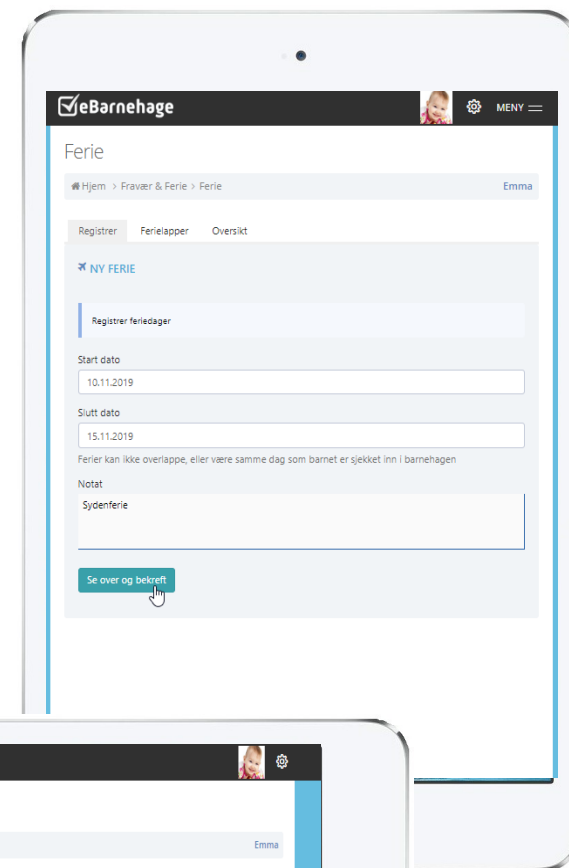 eBarnehage
MENY
Ferie
Hjem > Fravær & Ferie > Ferie Emma
Registrer Ferielapper Oversikt
NY FERIE
Registrer feriedager
Start dato
10.11.2019
Slutt dato
15.11.2019
Ferier kan ikke overlappe, eller være samme dag som barnet er sjekket inn i barnehagen
Notat
Sydenferie
Se over og bekreft
Emma